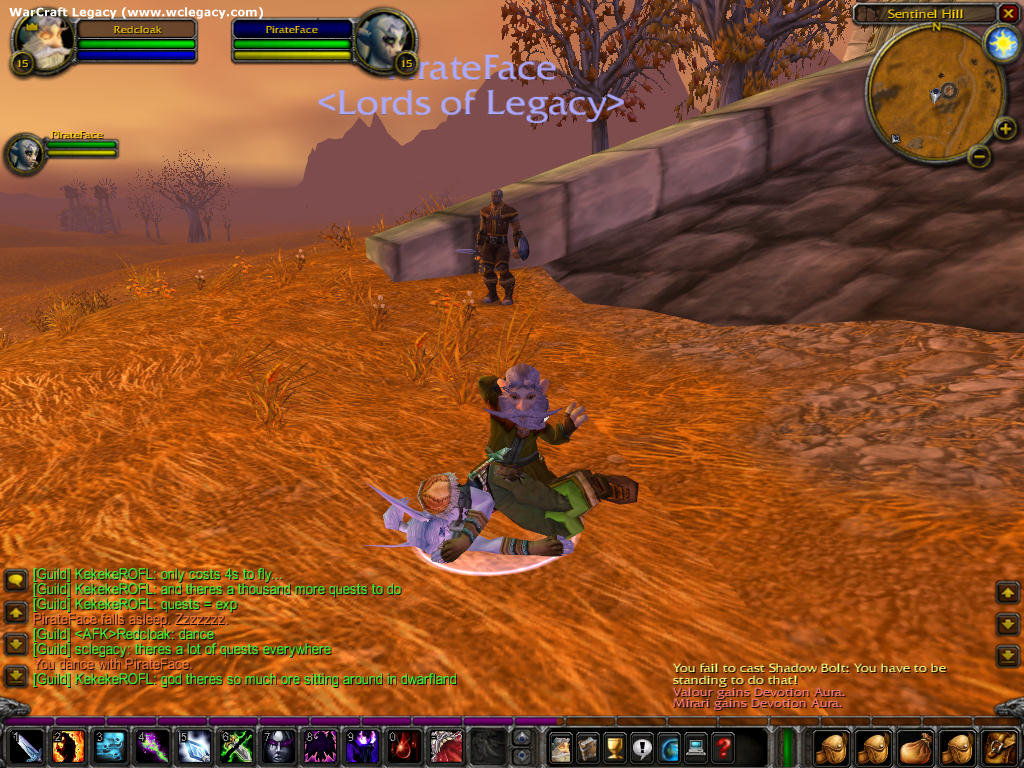 WarCraft Legacy (www.wclegacy.com)
Redcloak
15
PirateFace
15
Sentinel Hill
N
PirateFace
PirateFace
<Lords of Legacy>
[Guild] KekekeROFL: only costs 4s to fly...
[Guild] KekekeROFL: and theres a thousand more quests to do
[Guild] KekekeROFL: quests = exp
PirateFace falls asleep. Zzzzzzz.
[Guild] <AFK>Redcloak: dance
[Guild] sclegacy: theres a lot of quests everywhere
You dance with PirateFace.
[Guild] KekekeROFL: god theres so much ore sitting around in dwarfland
You fail to cast Shadow Bolt: You have to be
standing to do that!
Valour gains Devotion Aura.
Mirari gains Devotion Aura.
1 2 3 4 5 6 7 8 9 0